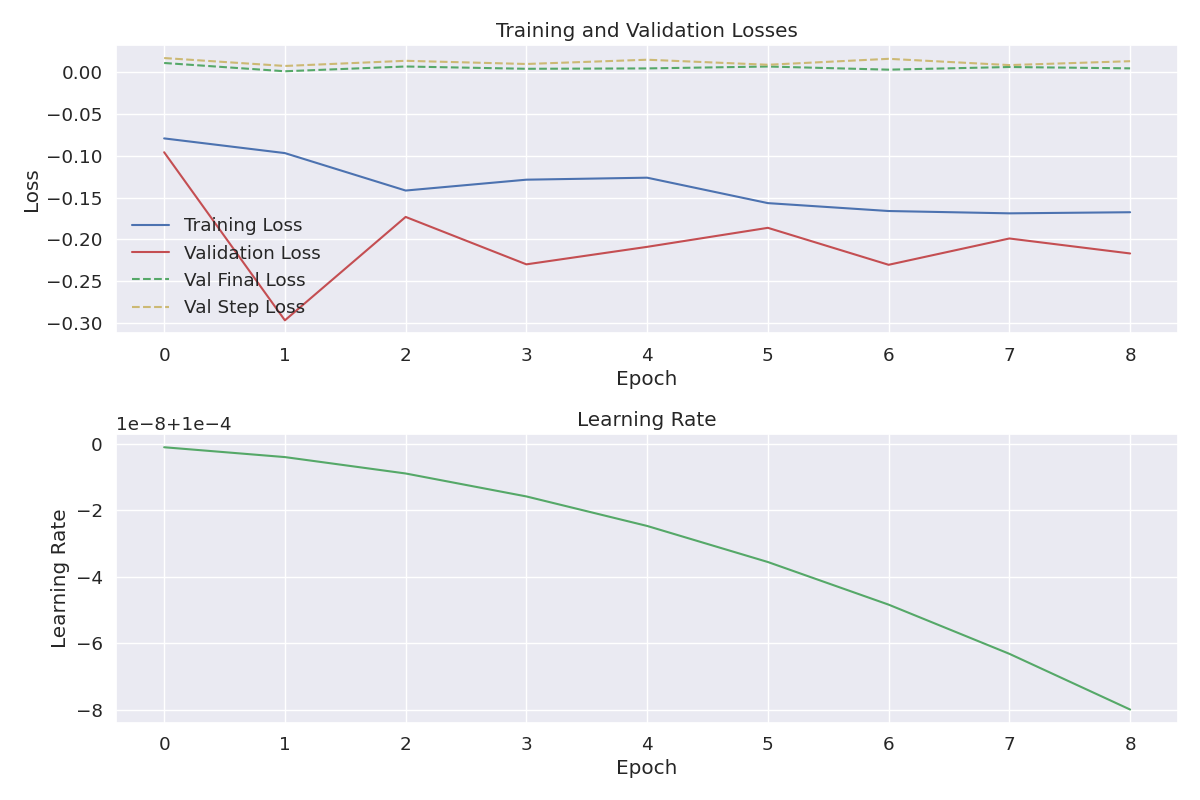 Training and Validation Losses
0.00
−0.05
−0.10
−0.15
−0.20
−0.25
−0.30
Loss
Training Loss
Validation Loss
Val Final Loss
Val Step Loss
0 1 2 3 4 5 6 7 8
Epoch
1e−8+1e−4
Learning Rate
0
−2
−4
−6
−8
Learning Rate
0 1 2 3 4 5 6 7 8
Epoch